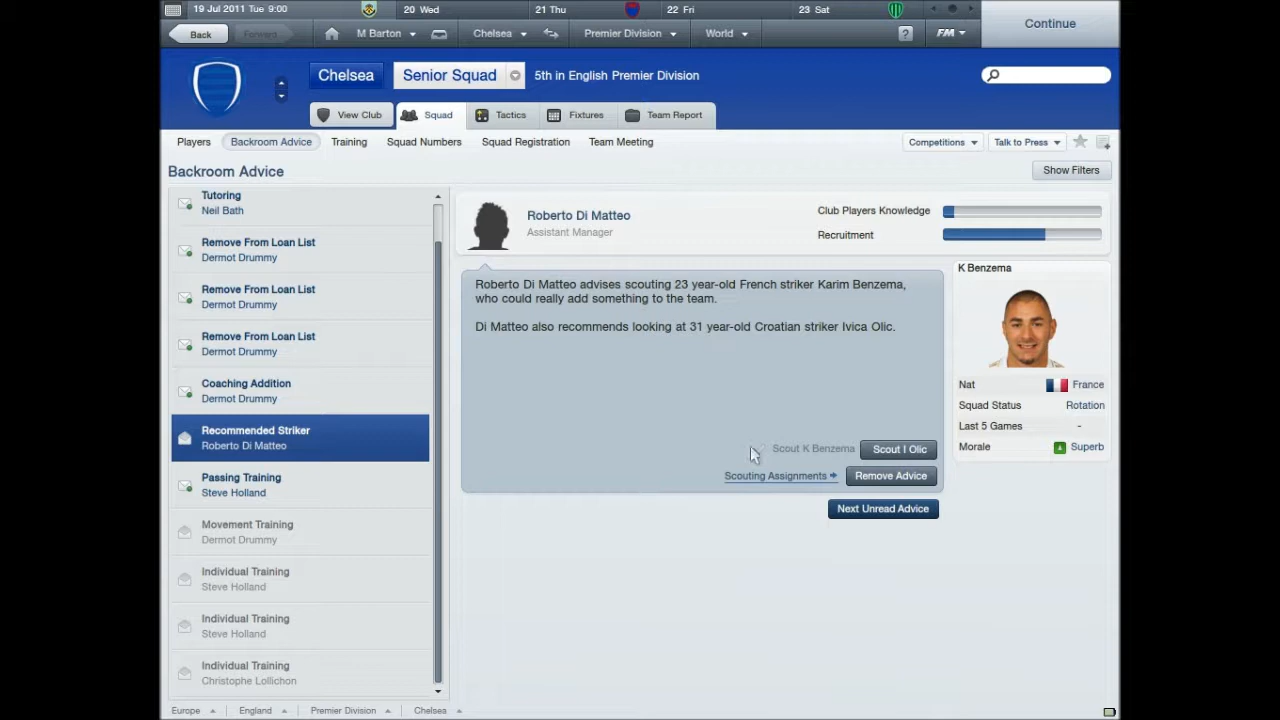 19 Jul 2011 Tue 9:00
20 Wed
21 Thu
22 Fri
23 Sat
Continue
Back
Forward
M Barton
Chelsea
Premier Division
World
?
FM
Chelsea
Senior Squad
5th in English Premier Division
View Club
Squad
Tactics
Fixtures
Team Report
Players
Backroom Advice
Training
Squad Numbers
Squad Registration
Team Meeting
Competitions
Talk to Press
Backroom Advice
Show Filters
Tutoring
Neil Bath
Remove From Loan List
Dermot Drummy
Remove From Loan List
Dermot Drummy
Remove From Loan List
Dermot Drummy
Coaching Addition
Dermot Drummy
Recommended Striker
Roberto Di Matteo
Passing Training
Steve Holland
Movement Training
Dermot Drummy
Individual Training
Steve Holland
Individual Training
Steve Holland
Individual Training
Christophe Lollichon
Roberto Di Matteo
Assistant Manager
Club Players Knowledge
Recruitment
Roberto Di Matteo advises scouting 23 year-old French striker Karim Benzema,
who could really add something to the team.
Di Matteo also recommends looking at 31 year-old Croatian striker Ivica Olic.
Scout K Benzema
Scout I Olic
Scouting Assignments
Remove Advice
Next Unread Advice
K Benzema
Nat
France
Squad Status
Rotation
Last 5 Games
-
Morale
Superb
Europe
England
Premier Division
Chelsea